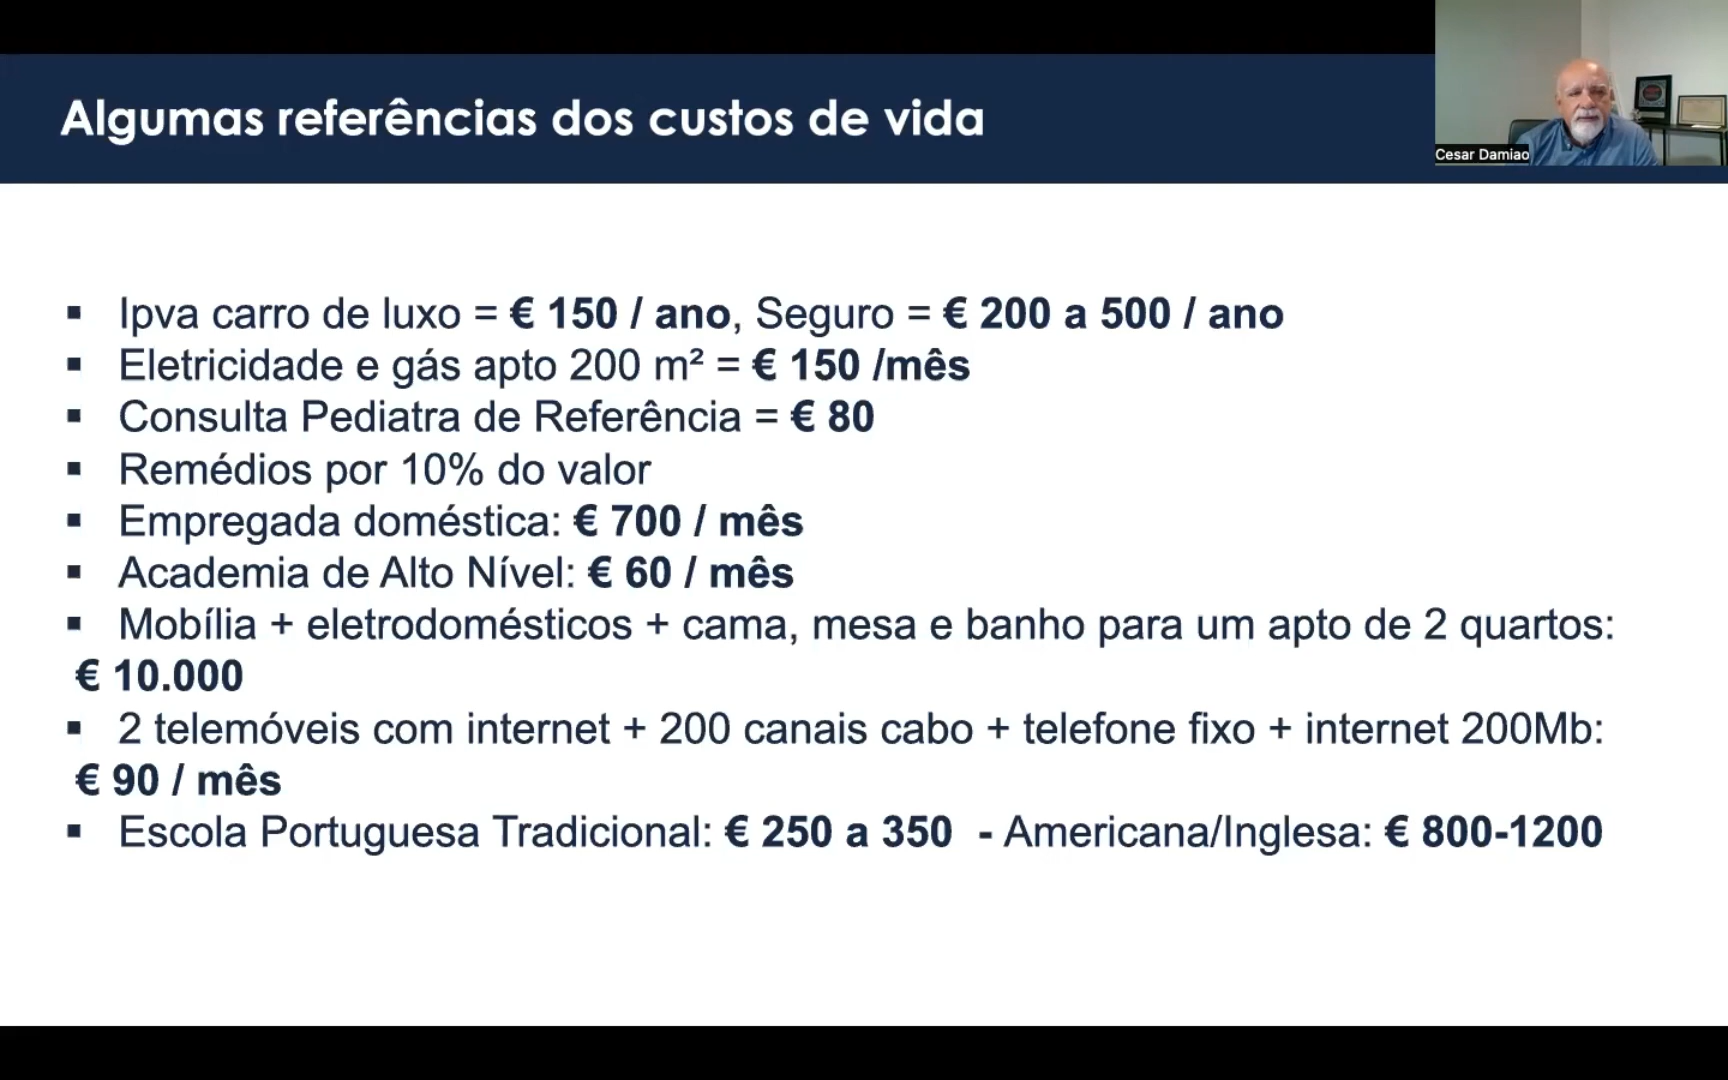 Algumas referências dos custos de vida
Cesar Damiao
▪ Ipva carro de luxo = € 150 / ano, Seguro = € 200 a 500 / ano
▪ Eletricidade e gás apto 200 m² = € 150 /mês
▪ Consulta Pediatra de Referência = € 80
▪ Remédios por 10% do valor
▪ Empregada doméstica: € 700 / mês
▪ Academia de Alto Nível: € 60 / mês
▪ Mobília + eletrodomésticos + cama, mesa e banho para um apto de 2 quartos:
€ 10.000
▪ 2 telemóveis com internet + 200 canais cabo + telefone fixo + internet 200Mb:
€ 90 / mês
▪ Escola Portuguesa Tradicional: € 250 a 350 - Americana/Inglesa: € 800-1200